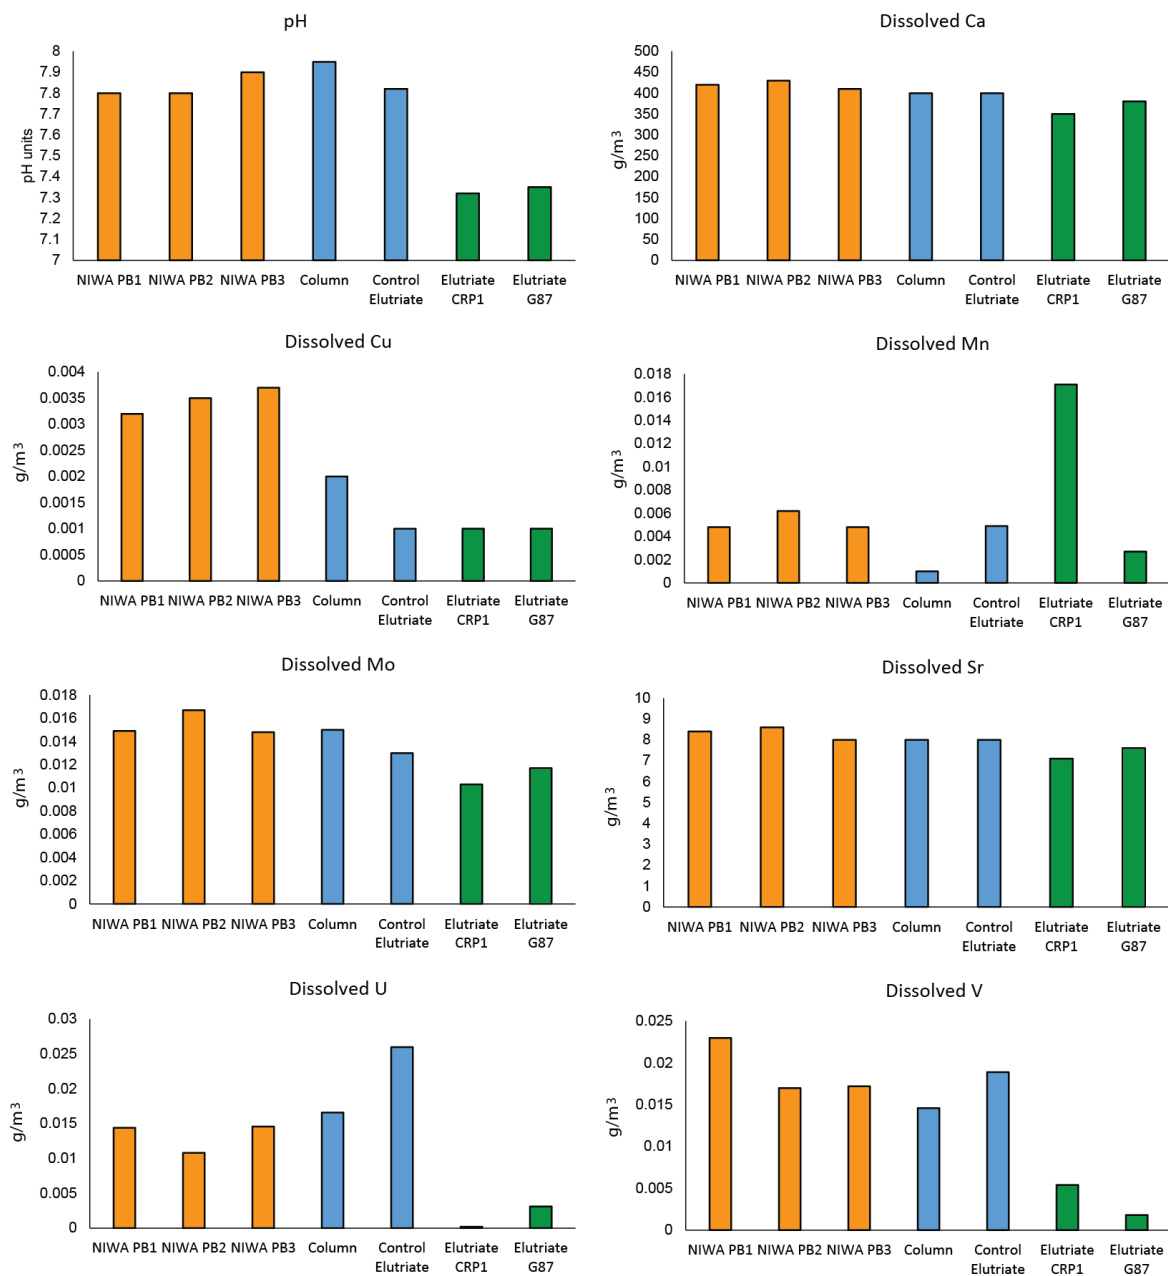 pH
8
7.9
7.8
7.7
7.6
7.5
7.4
7.3
7.2
7.1
7
pH units
NIWA PB1 NIWA PB2 NIWA PB3 Column Control Elutriate Elutriate
Elutriate CRP1 G87
Dissolved Ca
500
450
400
350
300
250
200
150
100
50
0
g/m³
NIWA PB1 NIWA PB2 NIWA PB3 Column Control Elutriate Elutriate
Elutriate CRP1 G87
Dissolved Cu
0.004
0.0035
0.003
0.0025
0.002
0.0015
0.001
0.0005
0
g/m³
NIWA PB1 NIWA PB2 NIWA PB3 Column Control Elutriate Elutriate
Elutriate CRP1 G87
Dissolved Mn
0.018
0.016
0.014
0.012
0.01
0.008
0.006
0.004
0.002
0
g/m³
NIWA PB1 NIWA PB2 NIWA PB3 Column Control Elutriate Elutriate
Elutriate CRP1 G87
Dissolved Mo
0.018
0.016
0.014
0.012
0.01
0.008
0.006
0.004
0.002
0
g/m³
NIWA PB1 NIWA PB2 NIWA PB3 Column Control Elutriate Elutriate
Elutriate CRP1 G87
Dissolved Sr
10
9
8
7
6
5
4
3
2
1
0
g/m³
NIWA PB1 NIWA PB2 NIWA PB3 Column Control Elutriate Elutriate
Elutriate CRP1 G87
Dissolved U
0.03
0.025
0.02
0.015
0.01
0.005
0
g/m³
NIWA PB1 NIWA PB2 NIWA PB3 Column Control Elutriate Elutriate
Elutriate CRP1 G87
Dissolved V
0.025
0.02
0.015
0.01
0.005
0
g/m³
NIWA PB1 NIWA PB2 NIWA PB3 Column Control Elutriate Elutriate
Elutriate CRP1 G87